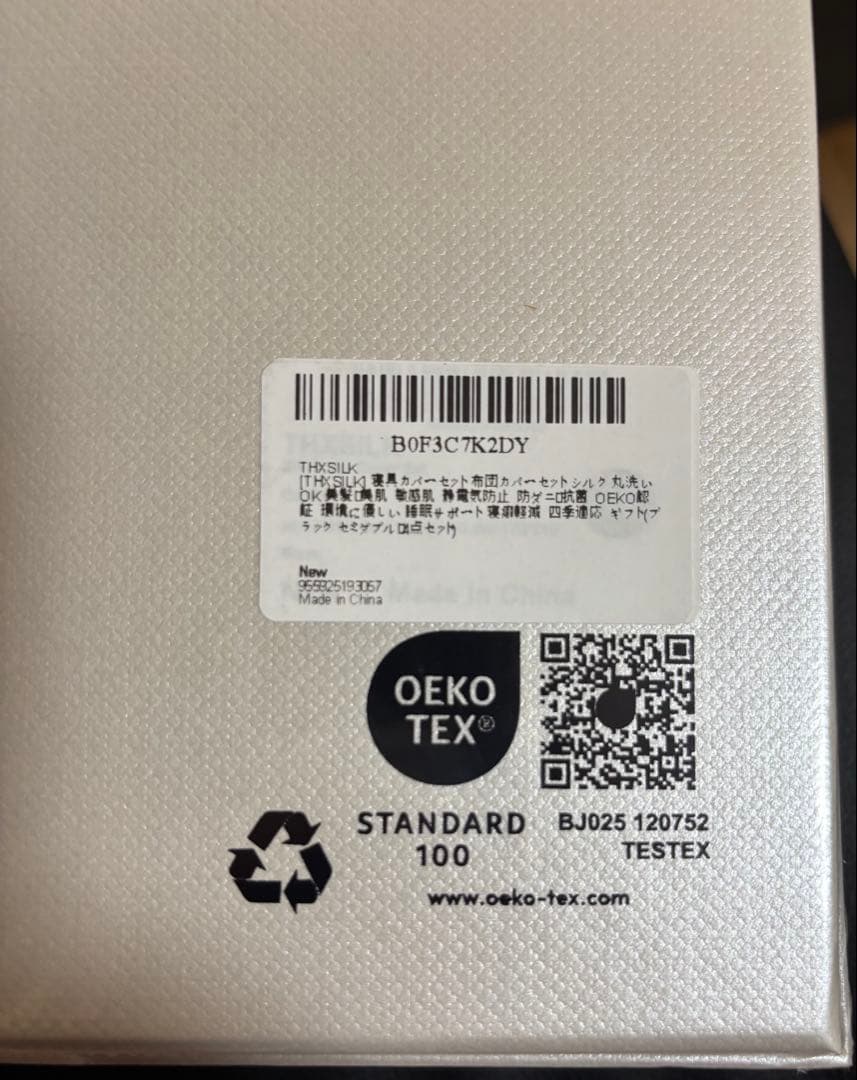 B0F3C7K2DY
THXSILK
[THXSILK] 寝具カバーセット布団カバーセットシルク 丸洗い
OK 美髪□美肌 敏感肌 静電気防止 防ダニ□抗菌 OEKO認
証 環境に優しい 睡眠サポート寝煩軽減 四季適応 ギフト(ブ
ラック セミダブル□4点セット)
New
959325193057
Made in China
OEKO
TEX®
STANDARD
100
BJ025 120752
TESTEX
www.oeko-tex.com